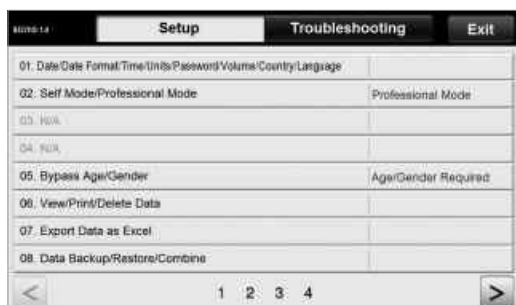 Setup Troubleshooting Exit
01. Date/Date Format/Time/Units/Password/Volume/Country/Language
02. Self Mode/Professional Mode Professional Mode
03. N/A
04. N/A
05. Bypass Age/Gender Age/Gender Required
06. View/Print/Delete Data
07. Export Data as Excel
08. Data Backup/Restore/Combine
< 1 2 3 4 >